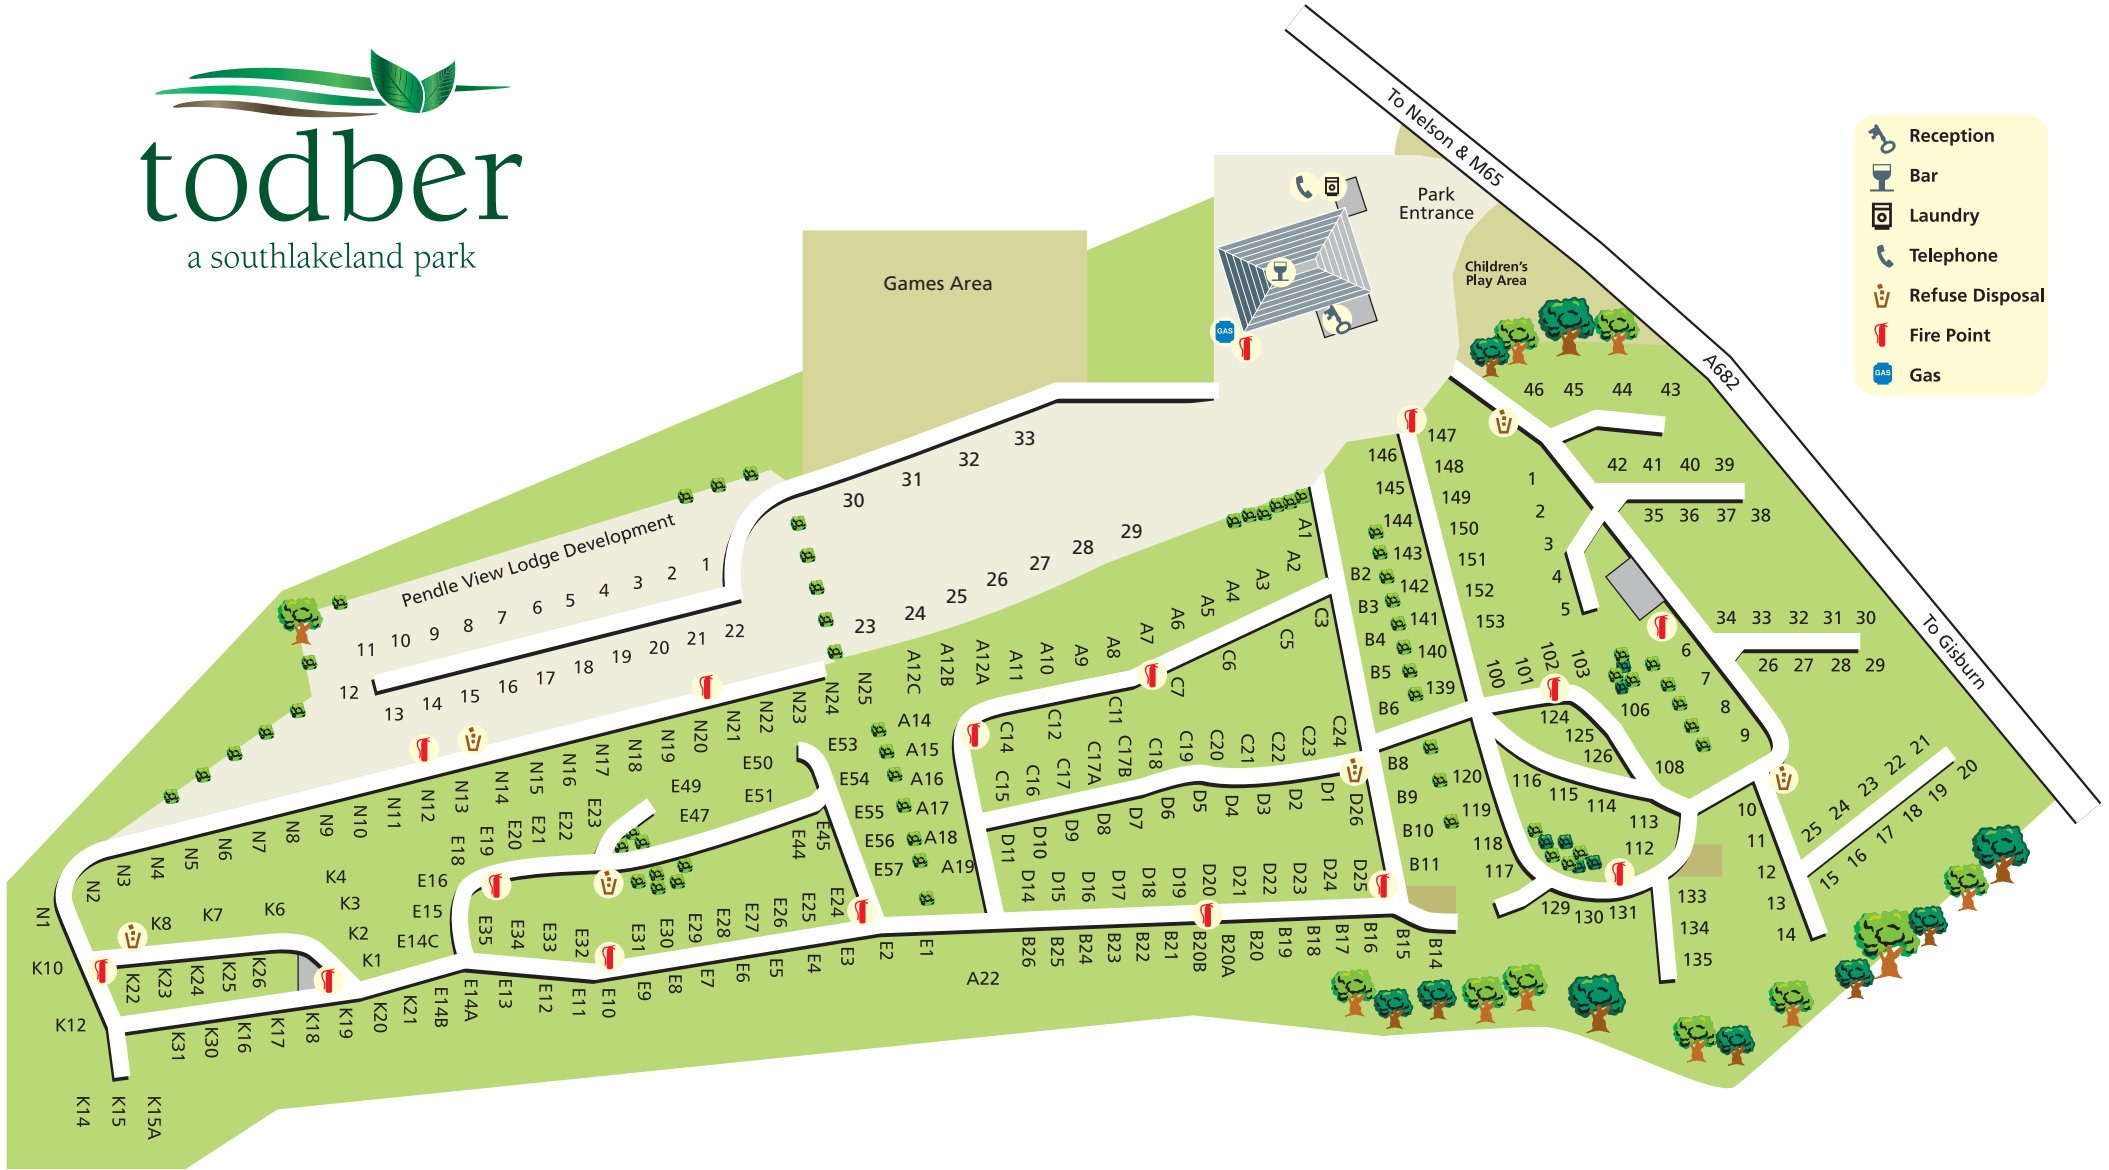 todber
a southlakeland park
To Nelson & M65
Park
Entrance
Children's
Play Area
Games Area
GAS
Reception
Bar
Laundry
Telephone
Refuse Disposal
Fire Point
GAS Gas
A682
To Gisburn
Pendle View Lodge Development
11 10 9 8 7 6 5 4 3 2 1
12
13 14 15 16 17 18 19 20 21 22
23 24 25 26 27 28 29
30 31 32 33
46 45 44 43
42 41 40 39
35 36 37 38
34 33 32 31 30
26 27 28 29
1
2
3
4
5
6
7
8
9
10
11
12
13
14
25 24 23 22 21
15 16 17 18 19 20
147
148
149
150
151
152
153
146
145
144
143
142
141
140
139
100 101 102 103
106
108
124
125
126
116 115 114 113 112
120
119
118
117
129 130 131
133
134
135
A1
A2
A3
A4
A5
A6
A7
A8
A9
A10
A11
A12A
A12B
A12C
A14
A15
A16
A17
A18
A19
A22
B2
B3
B4
B5
B6
B8
B9
B10
B11
B26 B25 B24 B23 B22 B21 B20B B20A B20 B19 B18 B17 B16 B15 B14
C3
C5
C6
C7
C11
C12
C14
C15 C16 C17 C17A C17B C18 C19 C20 C21 C22 C23 C24
D11 D10 D9 D8 D7 D6 D5 D4 D3 D2 D1 D26
D14 D15 D16 D17 D18 D19 D20 D21 D22 D23 D24 D25
N1
N2 N3 N4 N5 N6 N7 N8 N9 N10 N11 N12 N13 N14 N15 N16 N17 N18 N19 N20 N21 N22 N23 N24 N25
E53
E54
E55
E56
E57
E50
E51
E49
E47
E18 E19 E20 E21 E22 E23
E44 E45
E16
E15
E14C
E35 E34 E33 E32 E31 E30 E29 E28 E27 E26 E25 E24
E14B E14A E13 E12 E11 E10 E9 E8 E7 E6 E5 E4 E3 E2 E1
K4
K3
K2
K1
K8 K7 K6
K10
K12
K22 K23 K24 K25 K26
K31 K30 K16 K17 K18 K19 K20 K21
K14 K15 K15A